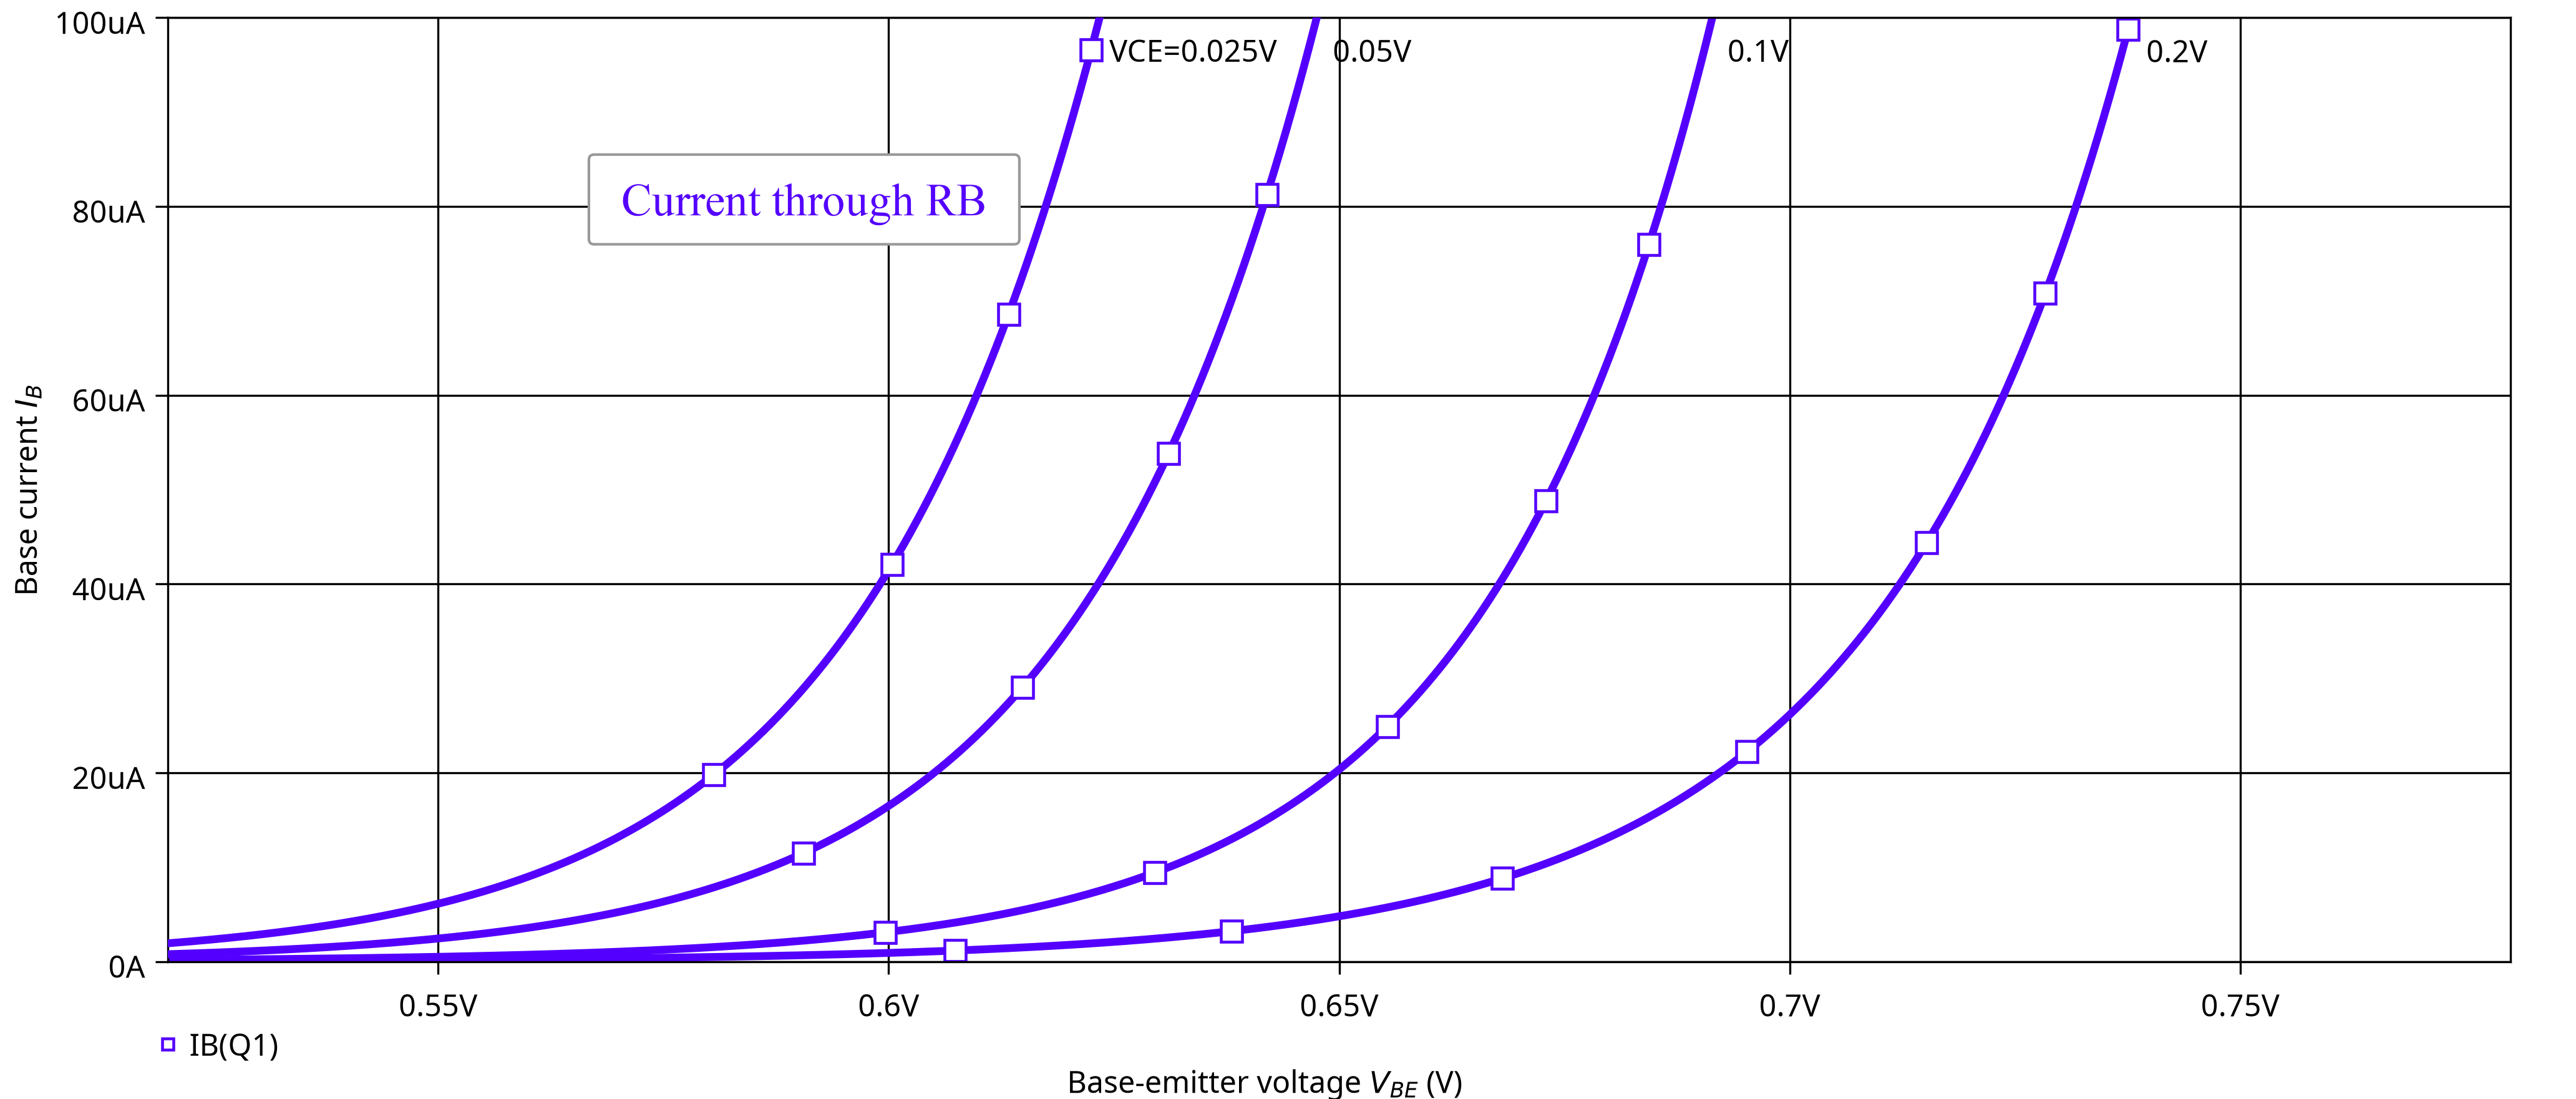 100uA
VCE=0.025V 0.05V 0.1V 0.2V
Current through RB
80uA
60uA
Base current I_B
40uA
20uA
0A
0.55V 0.6V 0.65V 0.7V 0.75V
IB(Q1)
Base-emitter voltage V_BE (V)